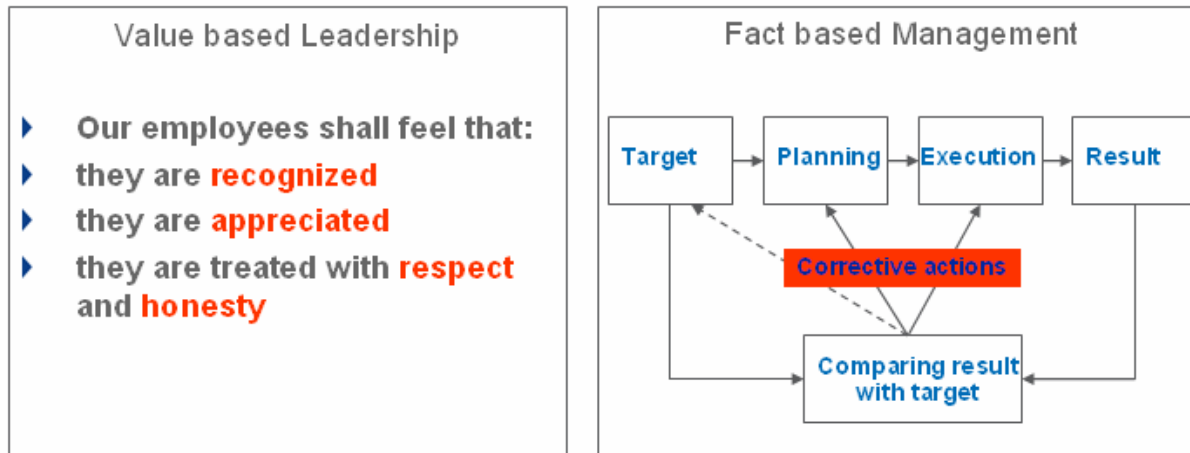 Value based Leadership
Our employees shall feel that:
they are recognized
they are appreciated
they are treated with respect
and honesty
Fact based Management
Target
Planning
Execution
Result
Corrective actions
Comparing result
with target